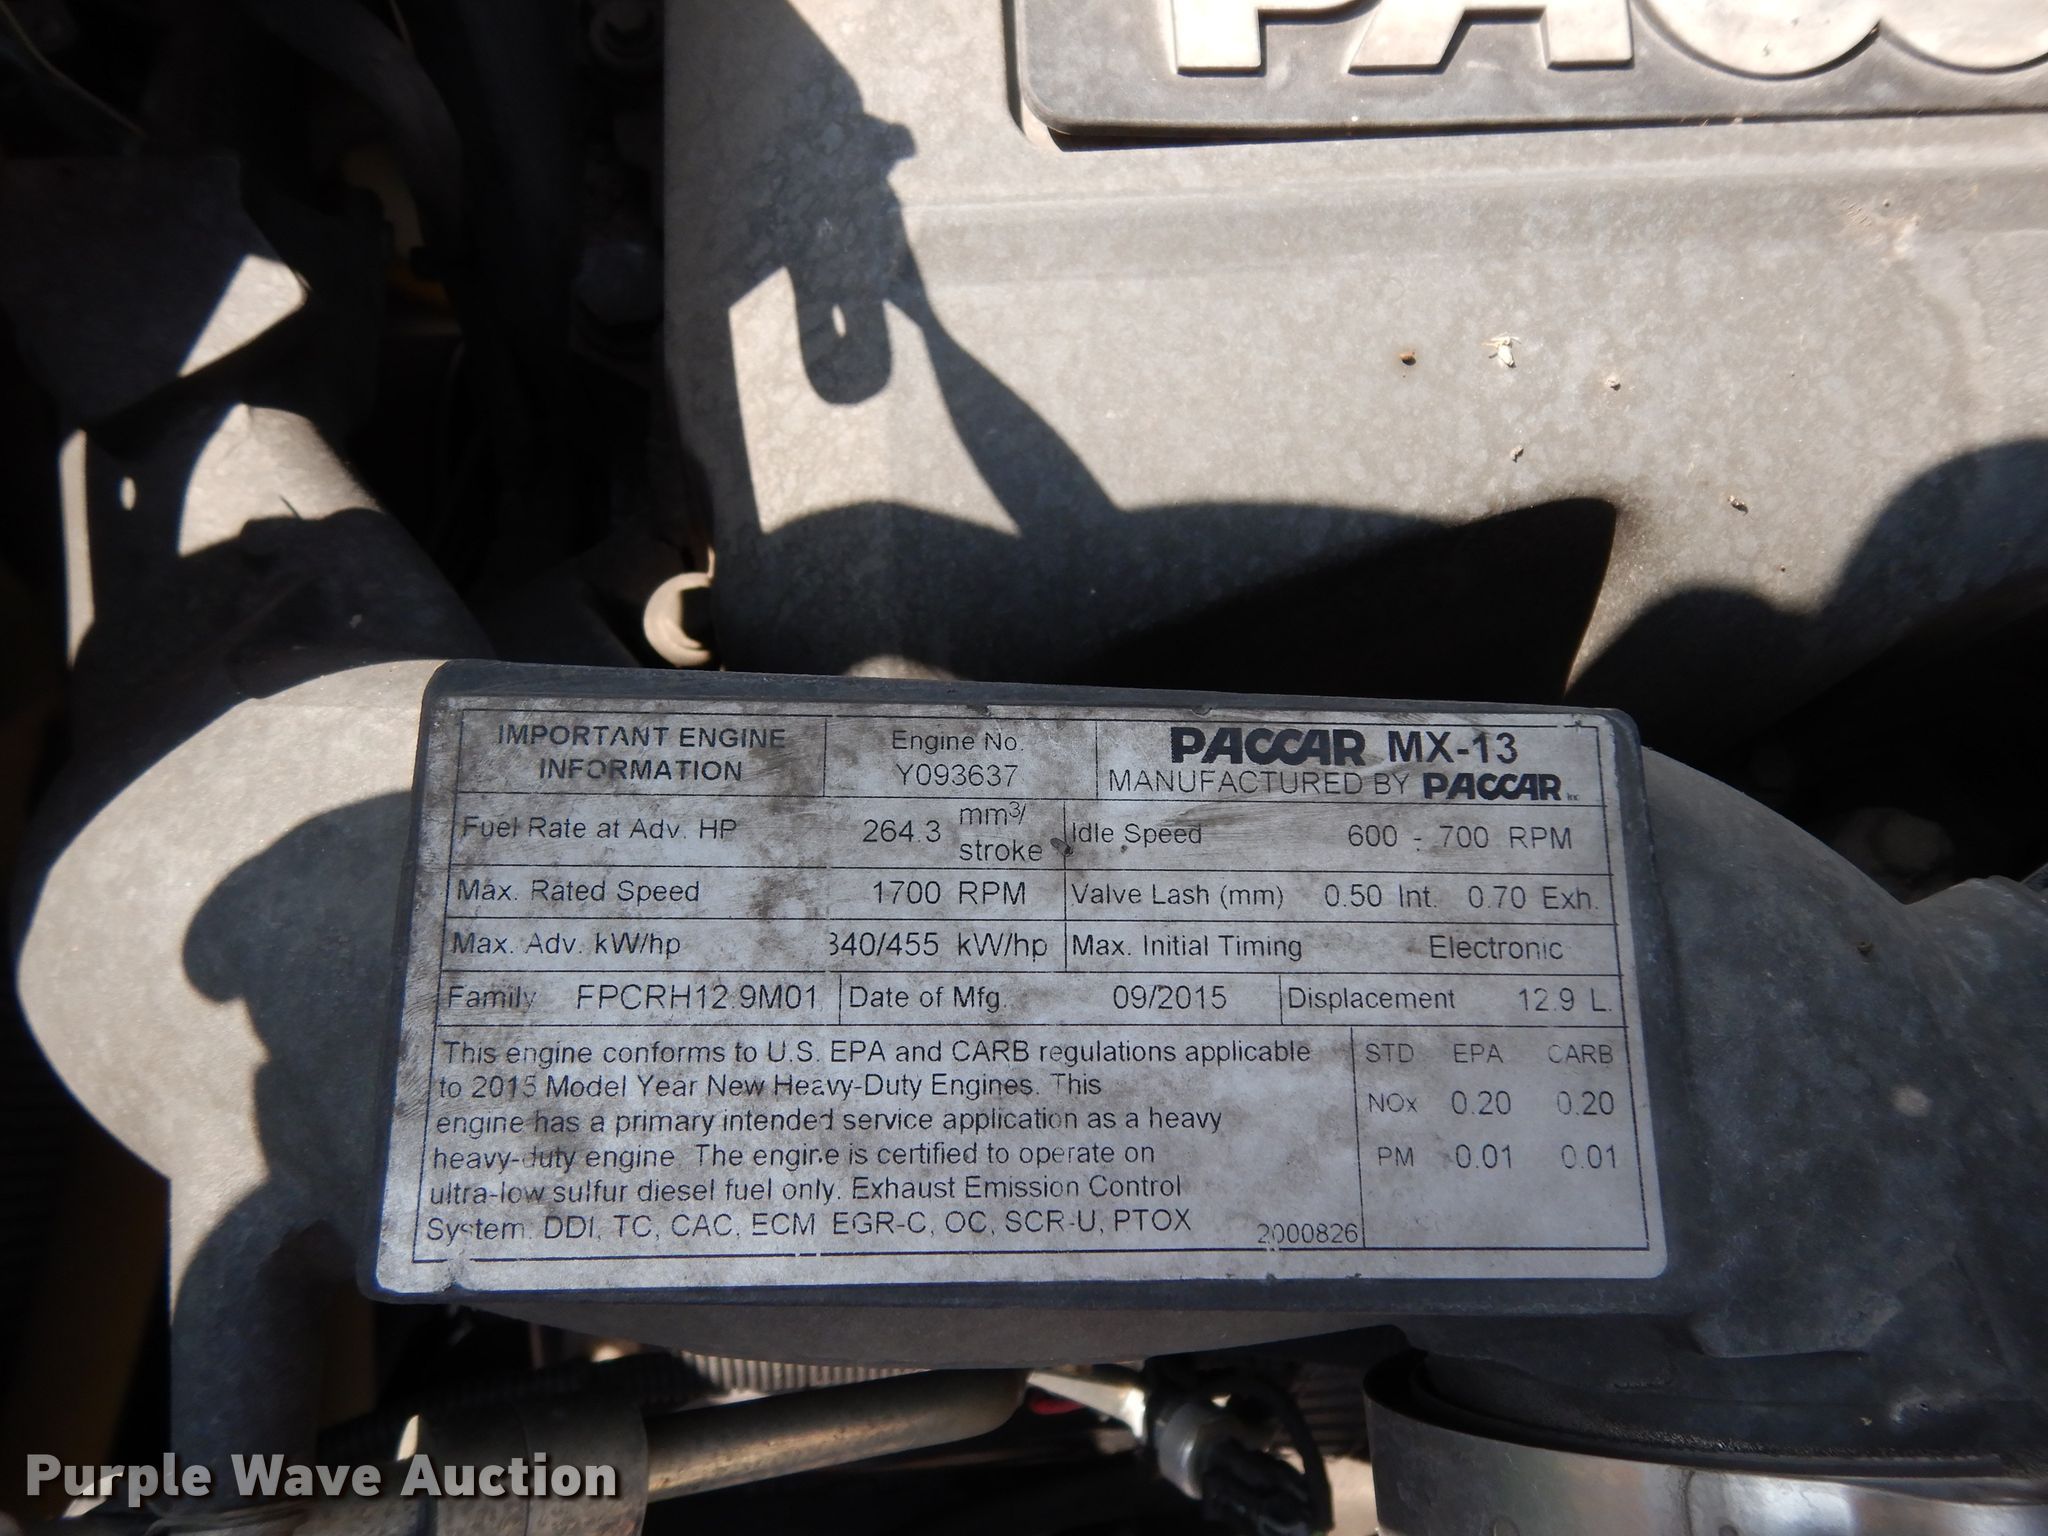 PACC
IMPORTANT ENGINE INFORMATION
Engine No.
Y093637
PACCAR MX-13
MANUFACTURED BY PACCAR Inc
Fuel Rate at Adv. HP 264.3 mm3/ stroke
Idle Speed 600 - 700 RPM
Max. Rated Speed 1700 RPM
Valve Lash (mm) 0.50 Int. 0.70 Exh.
Max. Adv. kW/hp 340/455 kW/hp
Max. Initial Timing Electronic
Family FPCRH12.9M01
Date of Mfg. 09/2015
Displacement 12.9 L.
This engine conforms to U.S. EPA and CARB regulations applicable
to 2015 Model Year New Heavy-Duty Engines. This
engine has a primary intended service application as a heavy
heavy-duty engine. The engine is certified to operate on
ultra-low sulfur diesel fuel only. Exhaust Emission Control
System: DDI, TC, CAC, ECM, EGR-C, OC, SCR-U, PTOX
2000826
STD EPA CARB
NOx 0.20 0.20
PM 0.01 0.01
Purple Wave Auction